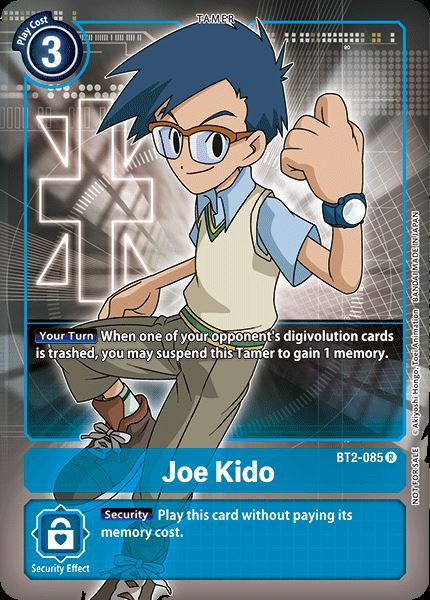 TAMER
Play Cost
3
Your Turn When one of your opponent's digivolution cards
is trashed, you may suspend this Tamer to gain 1 memory.
BT2-085 R
Joe Kido
Security Play this card without paying its
memory cost.
Security Effect
NOT FOR SALE ©Akiyoshi Hongo, Toei Animation BANDAI MADE IN JAPAN